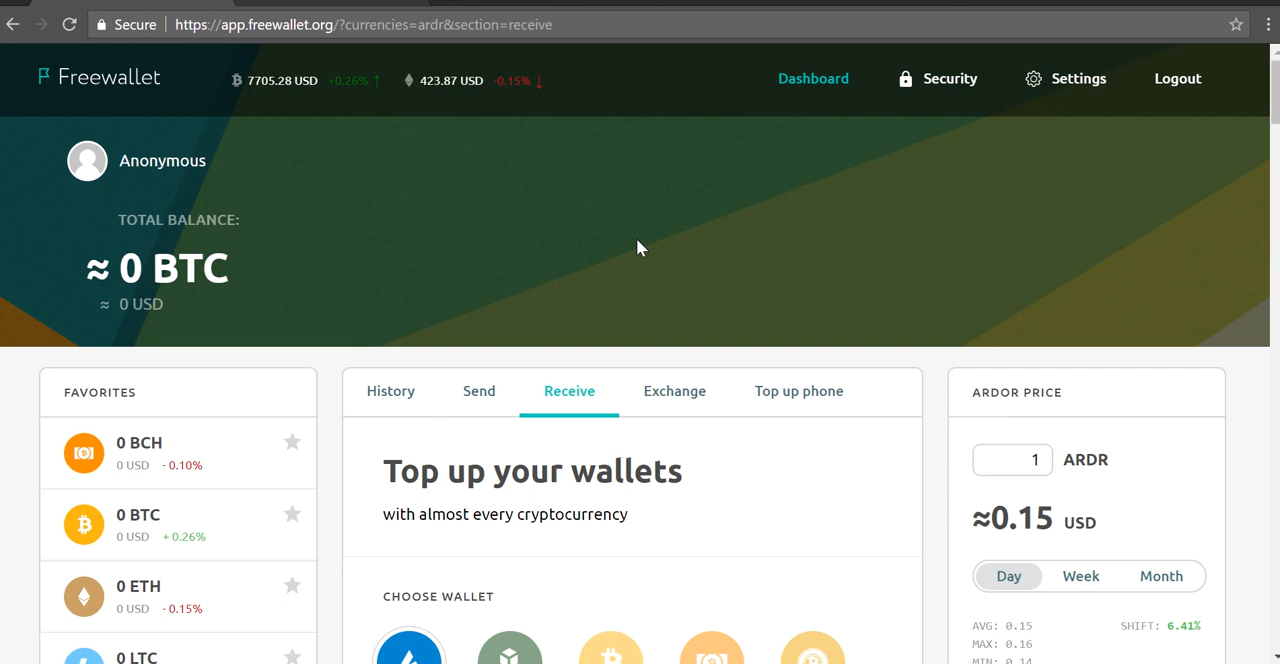 Secure https://app.freewallet.org/?currencies=ardr&section=receive
Freewallet
7705.28 USD +0.26% ↑ 423.87 USD -0.15% ↓
Dashboard Security Settings Logout
Anonymous
TOTAL BALANCE:
≈ 0 BTC
≈ 0 USD
FAVORITES
0 BCH
0 USD - 0.10%
0 BTC
0 USD + 0.26%
0 ETH
0 USD - 0.15%
0 LTC
History Send Receive Exchange Top up phone
Top up your wallets
with almost every cryptocurrency
CHOOSE WALLET
ARDOR PRICE
1 ARDR
≈0.15 USD
Day Week Month
AVG: 0.15 SHIFT: 6.41%
MAX: 0.16
MIN: 0.14